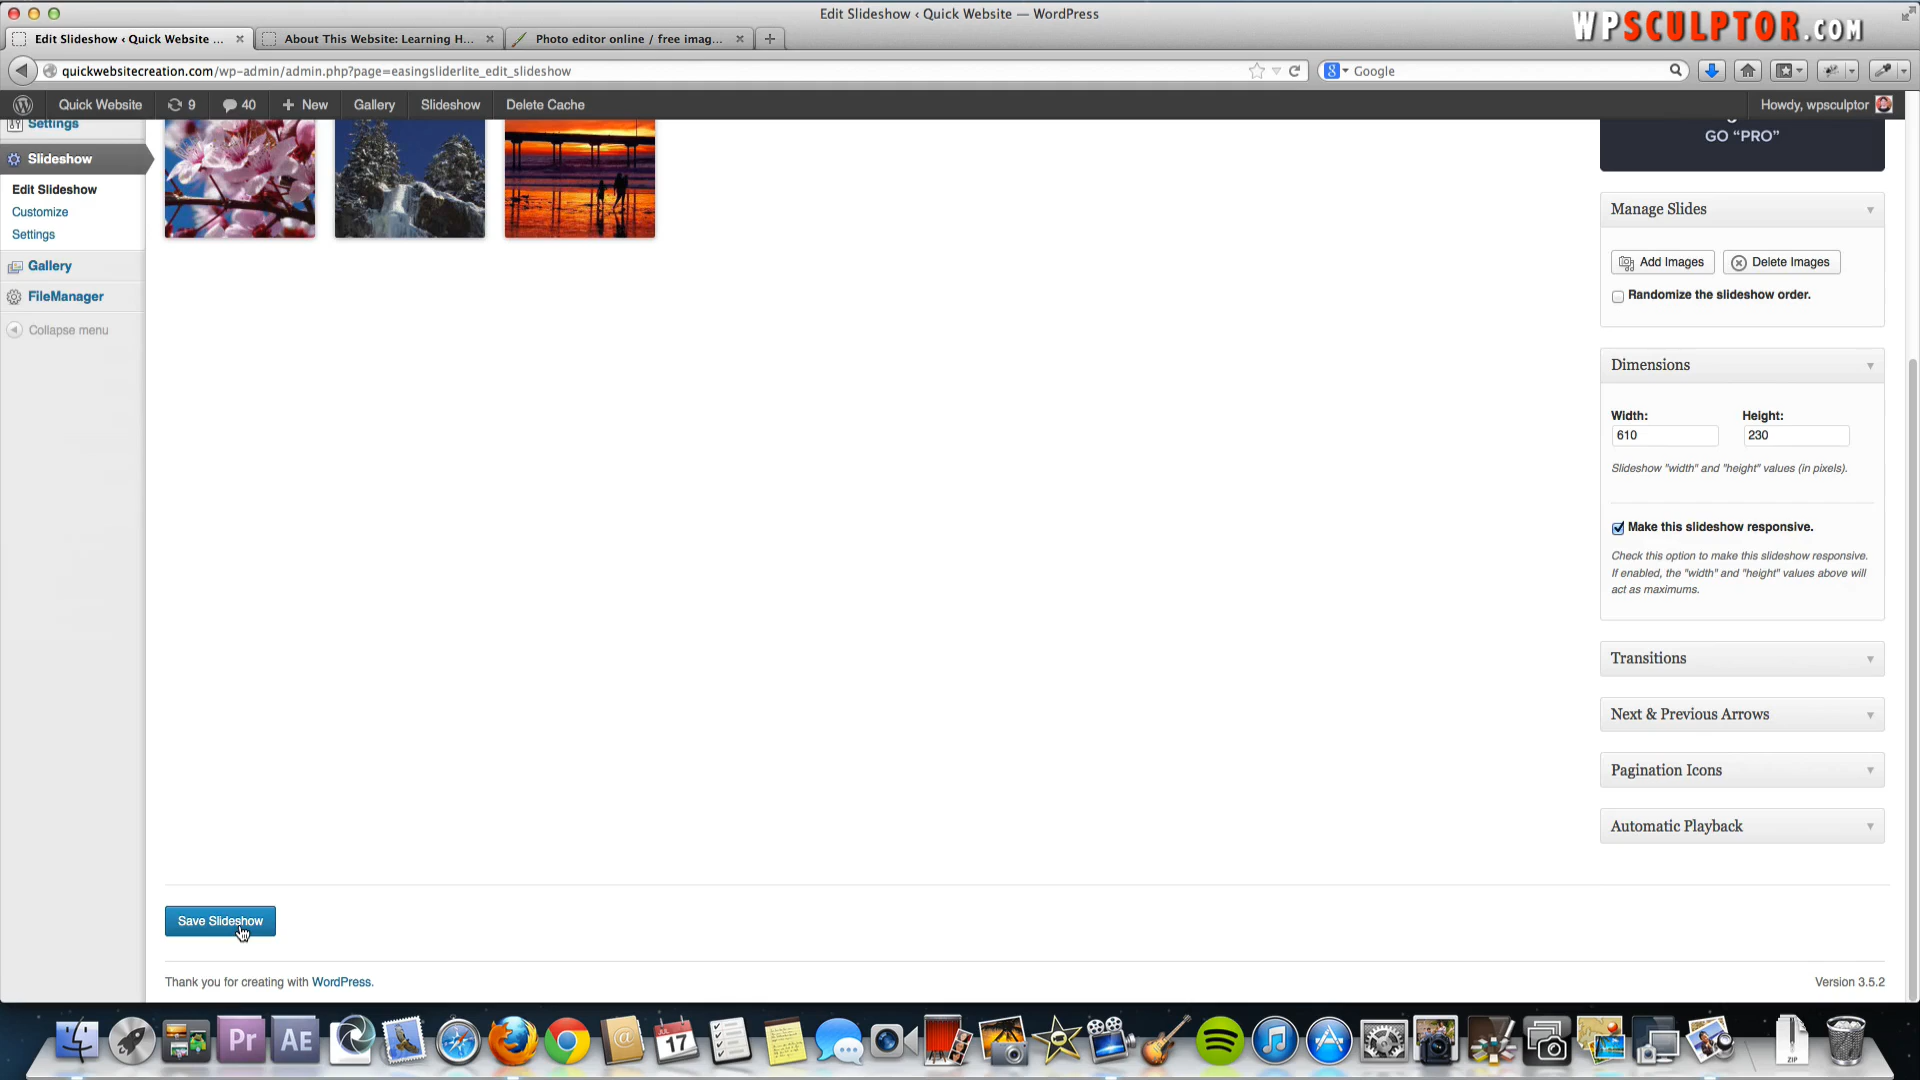 Edit Slideshow ‹ Quick Website — WordPress
WPSCULPTOR.COM
Edit Slideshow ‹ Quick Website ...
About This Website: Learning H...
Photo editor online / free imag...
quickwebsitecreation.com/wp-admin/admin.php?page=easingsliderlite_edit_slideshow
Google
Quick Website
9
40
New
Gallery
Slideshow
Delete Cache
Howdy, wpsculptor
Settings
Slideshow
Edit Slideshow
Customize
Settings
Gallery
FileManager
Collapse menu
GO “PRO”
Manage Slides
Add Images
Delete Images
Randomize the slideshow order.
Dimensions
Width:
Height:
610
230
Slideshow "width" and "height" values (in pixels).
Make this slideshow responsive.
Check this option to make this slideshow responsive.
If enabled, the "width" and "height" values above will
act as maximums.
Transitions
Next & Previous Arrows
Pagination Icons
Automatic Playback
Save Slideshow
Thank you for creating with WordPress.
Version 3.5.2
Pr
AE
JUL
17
ZIP